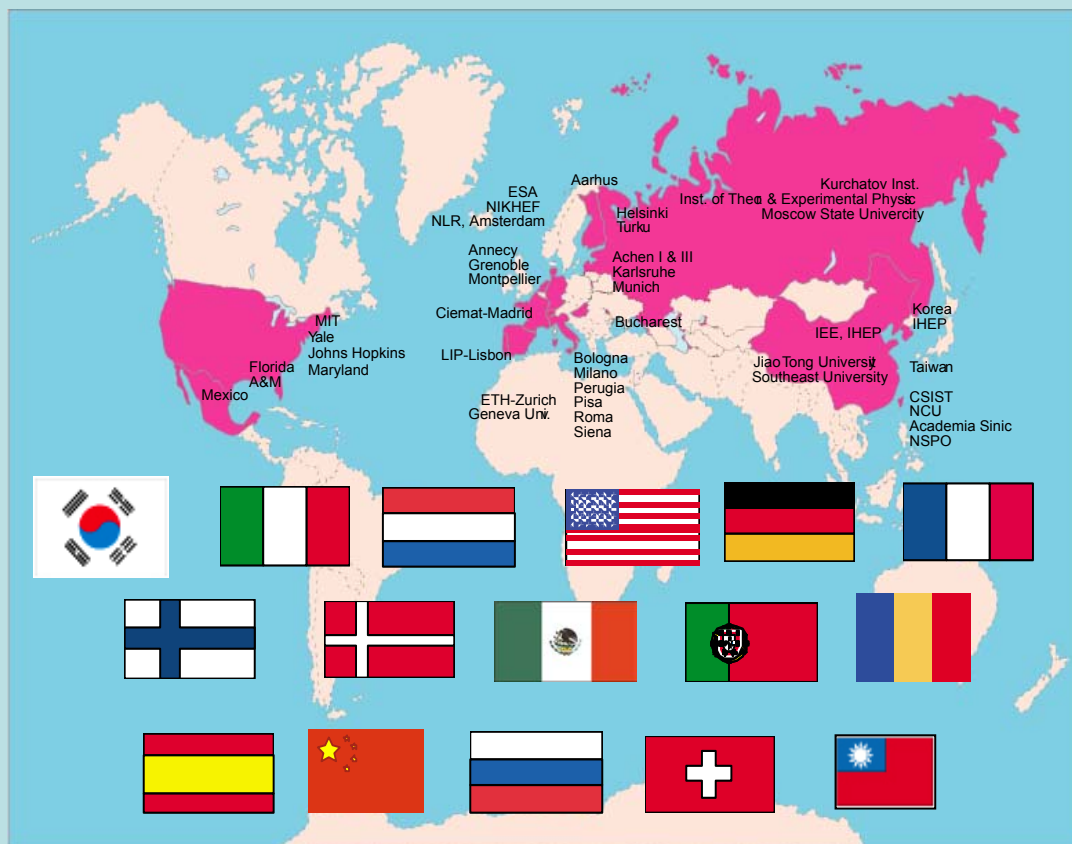 Aarhus
ESA
NIKHEF
NLR, Amsterdam
Helsinki
Turku
Kurchatov Inst.
Inst. of Theor & Experimental Physics
Moscow State Univercity
Annecy
Grenoble
Montpellier
Achen I & III
Karlsruhe
Munich
Ciemat-Madrid
Bucharest
LIP-Lisbon
MIT
Yale
Johns Hopkins
Maryland
Florida
A&M
Mexico
Bologna
Milano
Perugia
Pisa
Roma
Siena
ETH-Zurich
Geneva Univ.
Korea
IHEP
IEE, IHEP
Jiao Tong University
Southeast University
Taiwan
CSIST
NCU
Academia Sinic
NSPO